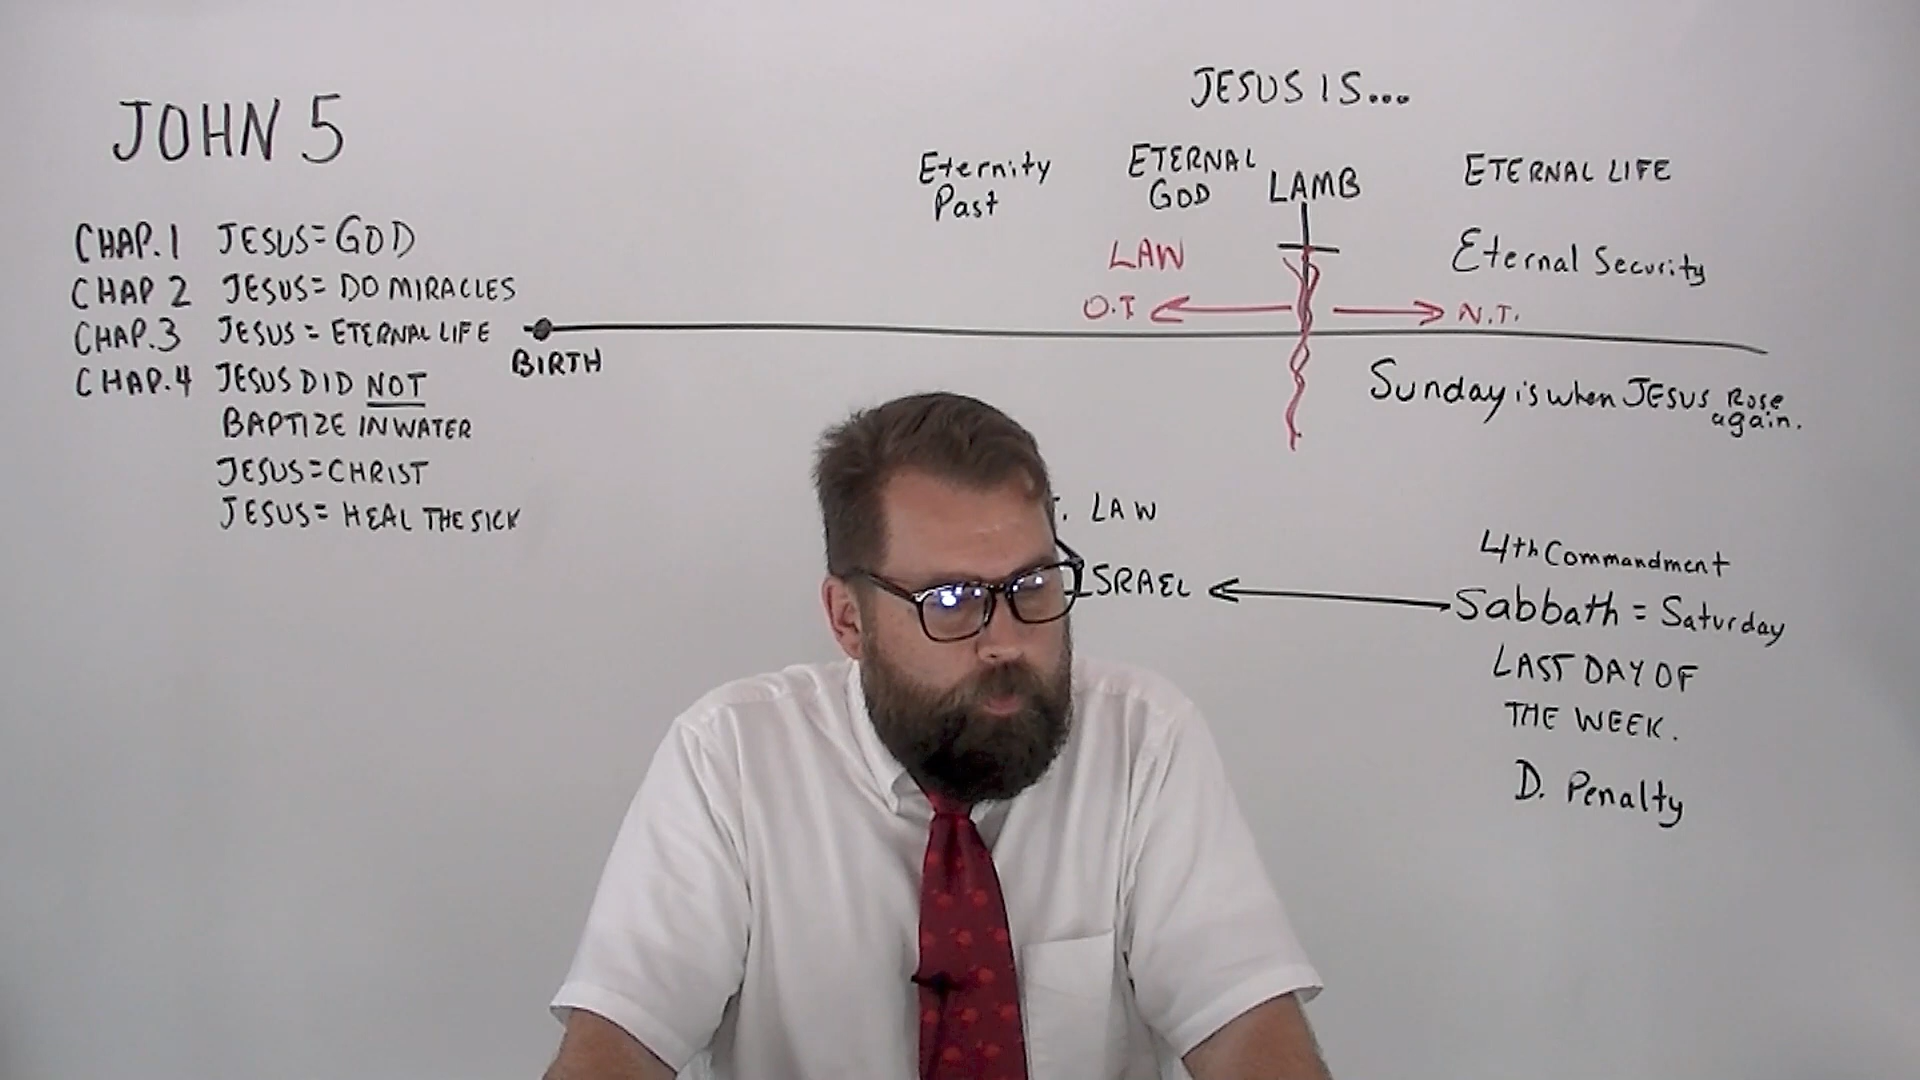 JOHN 5
CHAP.1 JESUS=GOD
CHAP 2 JESUS= DO MIRACLES
CHAP.3 JESUS = ETERNAL LIFE
CHAP.4 JESUS DID NOT
BAPTIZE IN WATER
JESUS=CHRIST
JESUS= HEAL THE SICK
BIRTH
JESUS IS...
Eternity
Past
ETERNAL
GOD
LAMB
ETERNAL LIFE
LAW
Eternal Security
O.T
N.T.
Sunday is when JESUS Rose
again.
LAW
ISRAEL
4th Commandment
Sabbath = Saturday
LAST DAY OF
THE WEEK.
D. Penalty